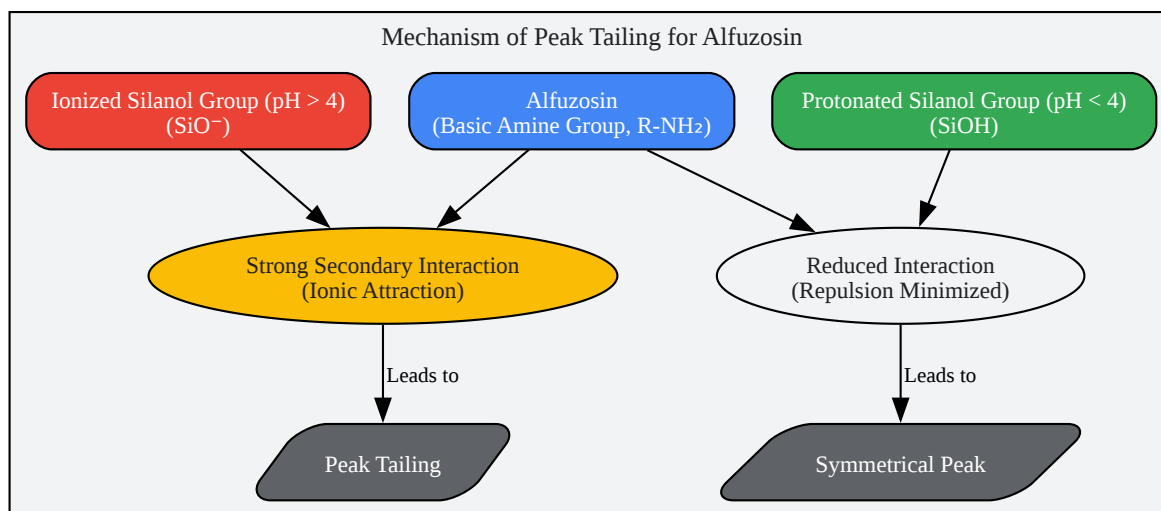 Mechanism of Peak Tailing for Alfuzosin
Ionized Silanol Group (pH > 4)
(SiO⁻)
Alfuzosin
(Basic Amine Group, R-NH₂)
Protonated Silanol Group (pH < 4)
(SiOH)
Strong Secondary Interaction
(Ionic Attraction)
Reduced Interaction
(Repulsion Minimized)
Leads to
Leads to
Peak Tailing
Symmetrical Peak